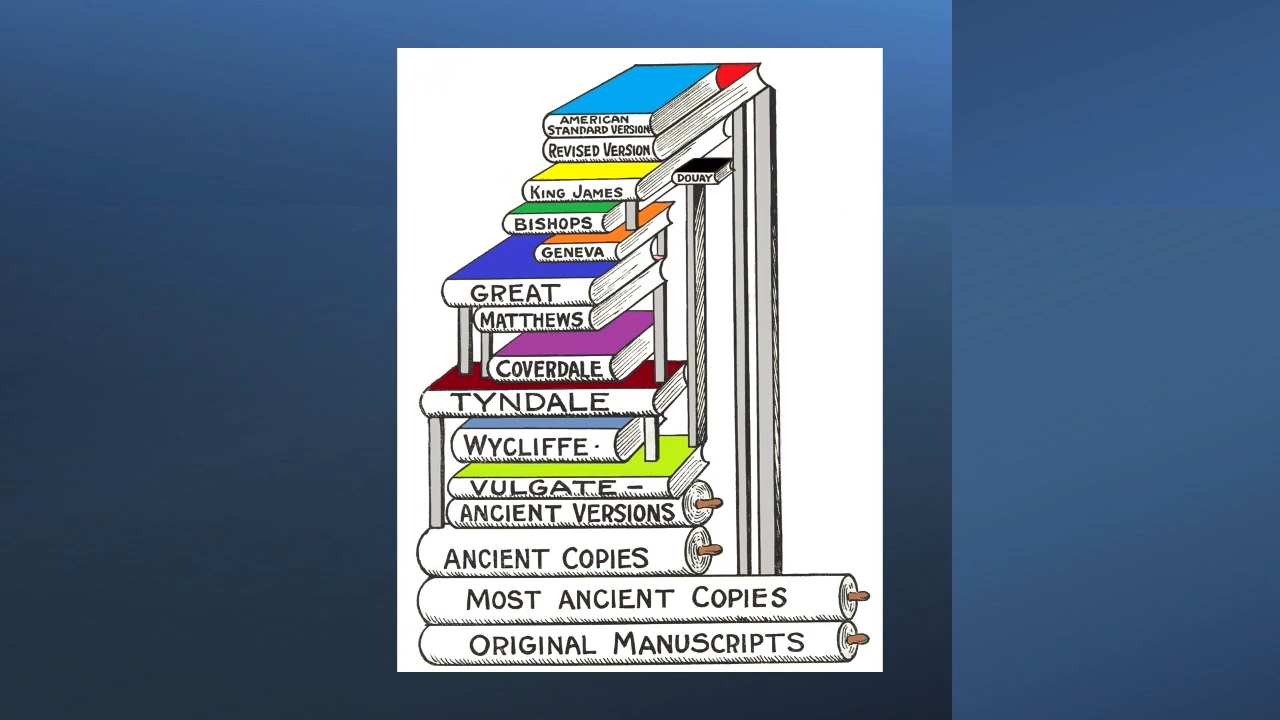 AMERICAN
STANDARD VERSION
REVISED VERSION
KING JAMES
DOUAY
BISHOPS
GENEVA
GREAT
MATTHEWS
COVERDALE
TYNDALE
WYCLIFFE·
VULGATE–
ANCIENT VERSIONS
ANCIENT COPIES
MOST ANCIENT COPIES
ORIGINAL MANUSCRIPTS